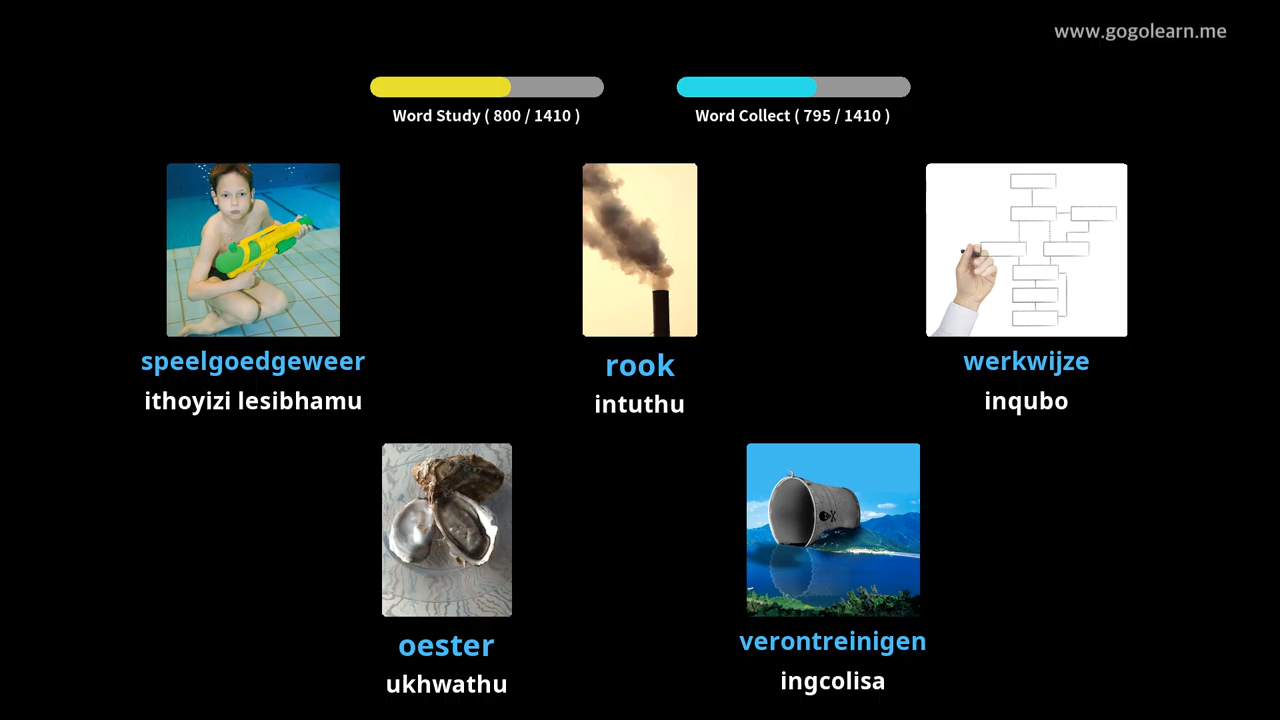 www.gogolearn.me
Word Study ( 800 / 1410 )
Word Collect ( 795 / 1410 )
speelgoedgeweer
ithoyizi lesibhamu
rook
intuthu
werkwijze
inqubo
oester
ukhwathu
verontreinigen
ingcolisa